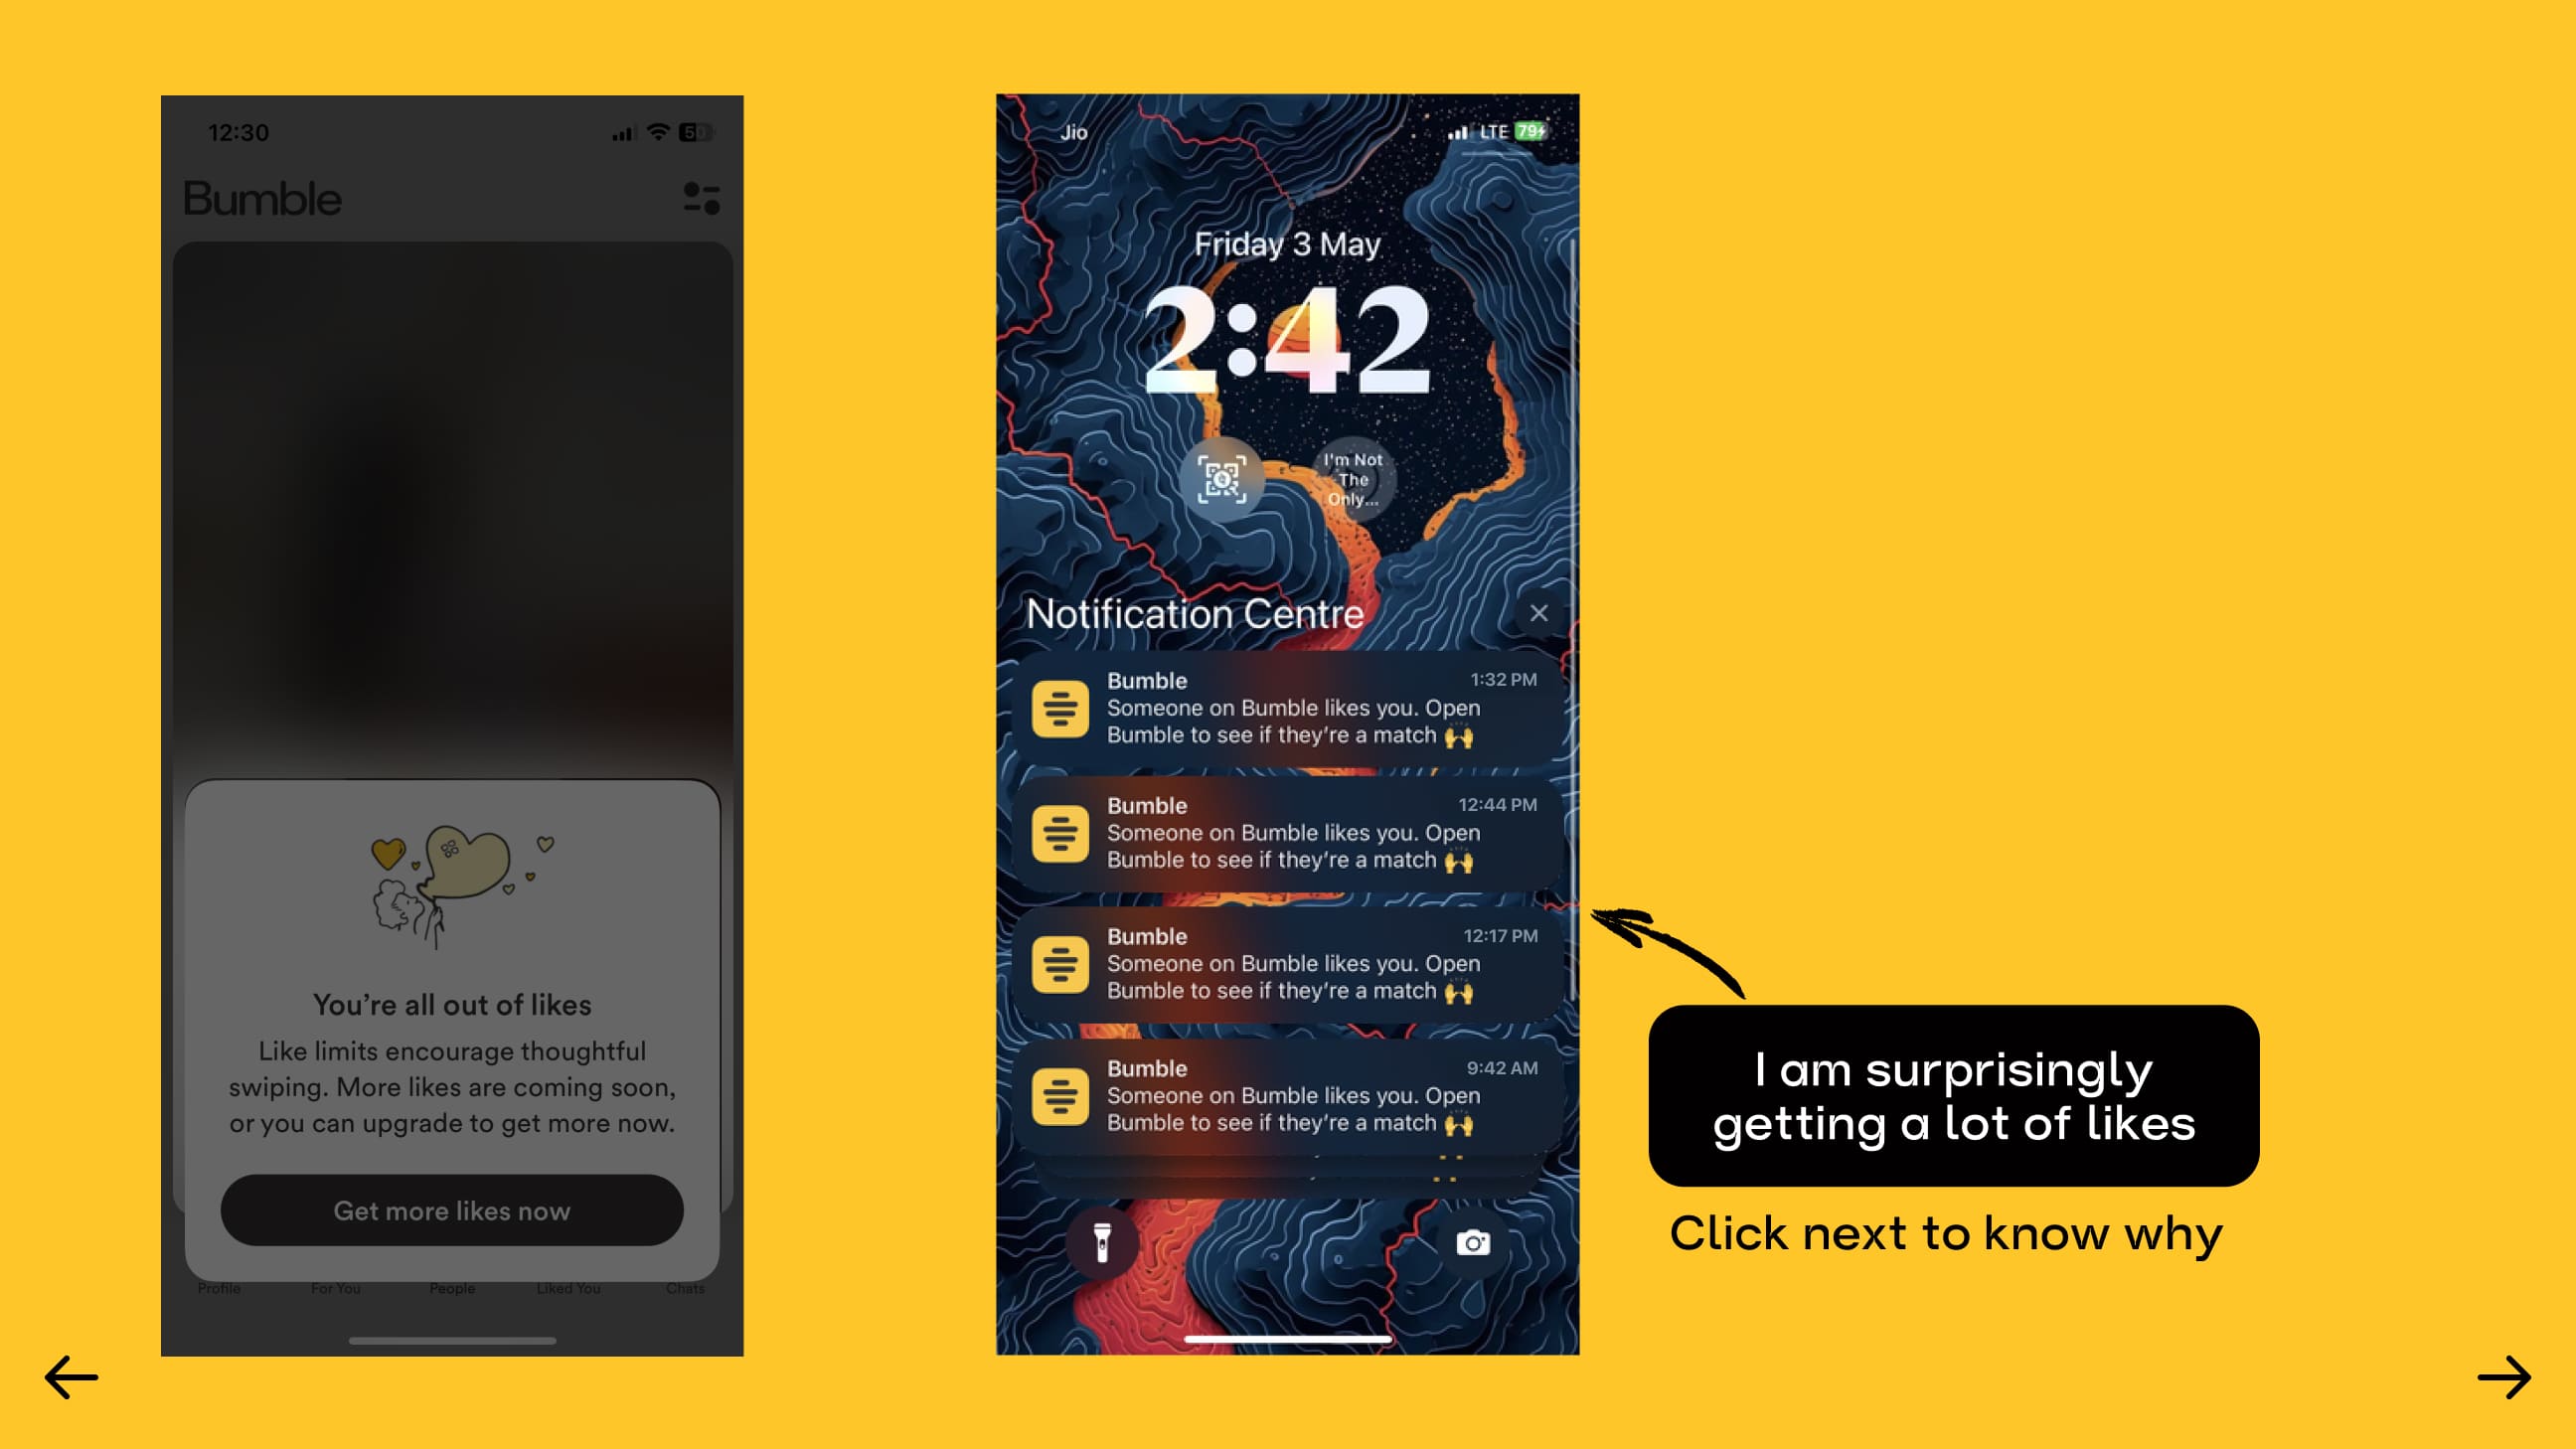 12:30
50
Bumble
You're all out of likes
Like limits encourage thoughtful
swiping. More likes are coming soon,
or you can upgrade to get more now.
Get more likes now
Profile
For You
People
Liked You
Chats
Jio
LTE
79
Friday 3 May
2:42
I'm Not
The
Only...
Notification Centre
Bumble
1:32 PM
Someone on Bumble likes you. Open
Bumble to see if they're a match 🙌
Bumble
12:44 PM
Someone on Bumble likes you. Open
Bumble to see if they're a match 🙌
Bumble
12:17 PM
Someone on Bumble likes you. Open
Bumble to see if they're a match 🙌
Bumble
9:42 AM
Someone on Bumble likes you. Open
Bumble to see if they're a match 🙌
I am surprisingly
getting a lot of likes
Click next to know why